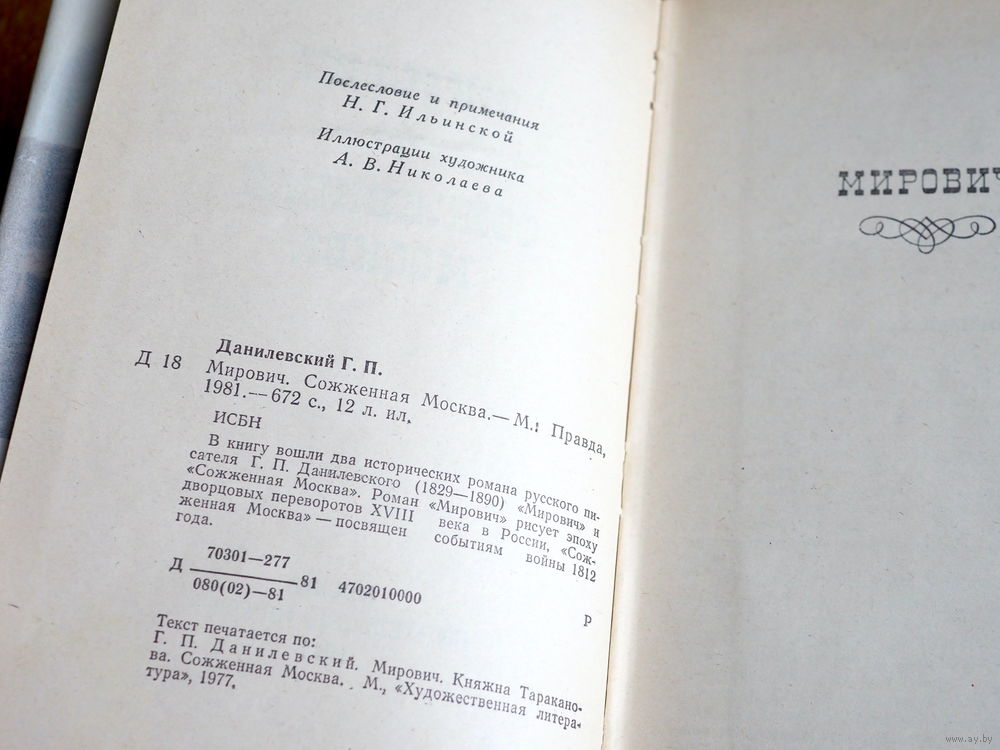 Послесловие и примечания
Н. Г. Ильинской
Иллюстрации художника
А. В. Николаева
Данилевский Г. П.
Д 18 Мирович. Сожженная Москва.— М.: Правда,
1981.— 672 с., 12 л. ил.
ИСБН
В книгу вошли два исторических романа русского пи-
сателя Г. П. Данилевского (1829—1890) «Мирович» и
«Сожженная Москва». Роман «Мирович» рисует эпоху
дворцовых переворотов XVIII века в России, «Сож-
женная Москва» — посвящен событиям войны 1812
года.
70301—277
Д ———— 81 4702010000
080(02)—81
Р
Текст печатается по:
Г. П. Данилевский. Мирович. Княжна Таракано-
ва. Сожженная Москва. . М., «Художественная литера-
тура», 1977.
МИРОВИЧ
www.ay.by